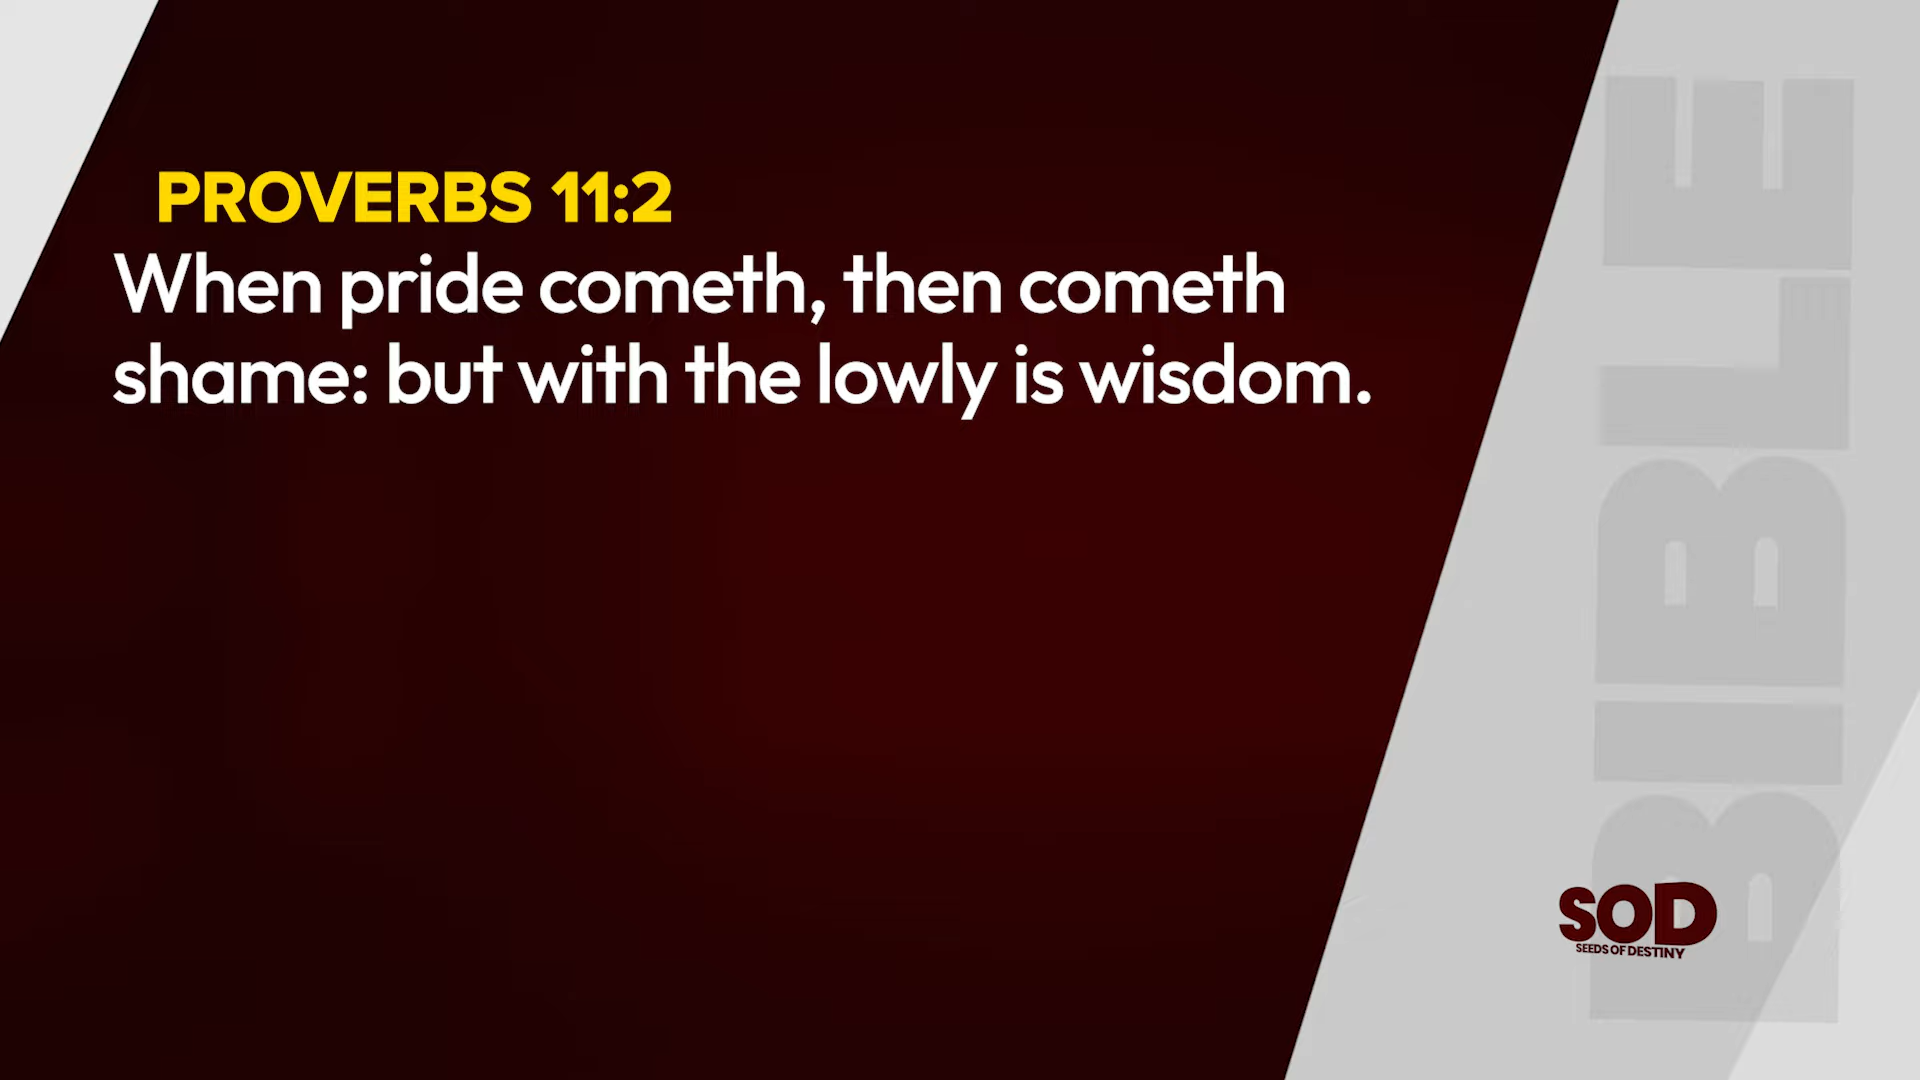 PROVERBS 11:2
When pride cometh, then cometh
shame: but with the lowly is wisdom.
BIBLE
SOD
SEEDS OF DESTINY